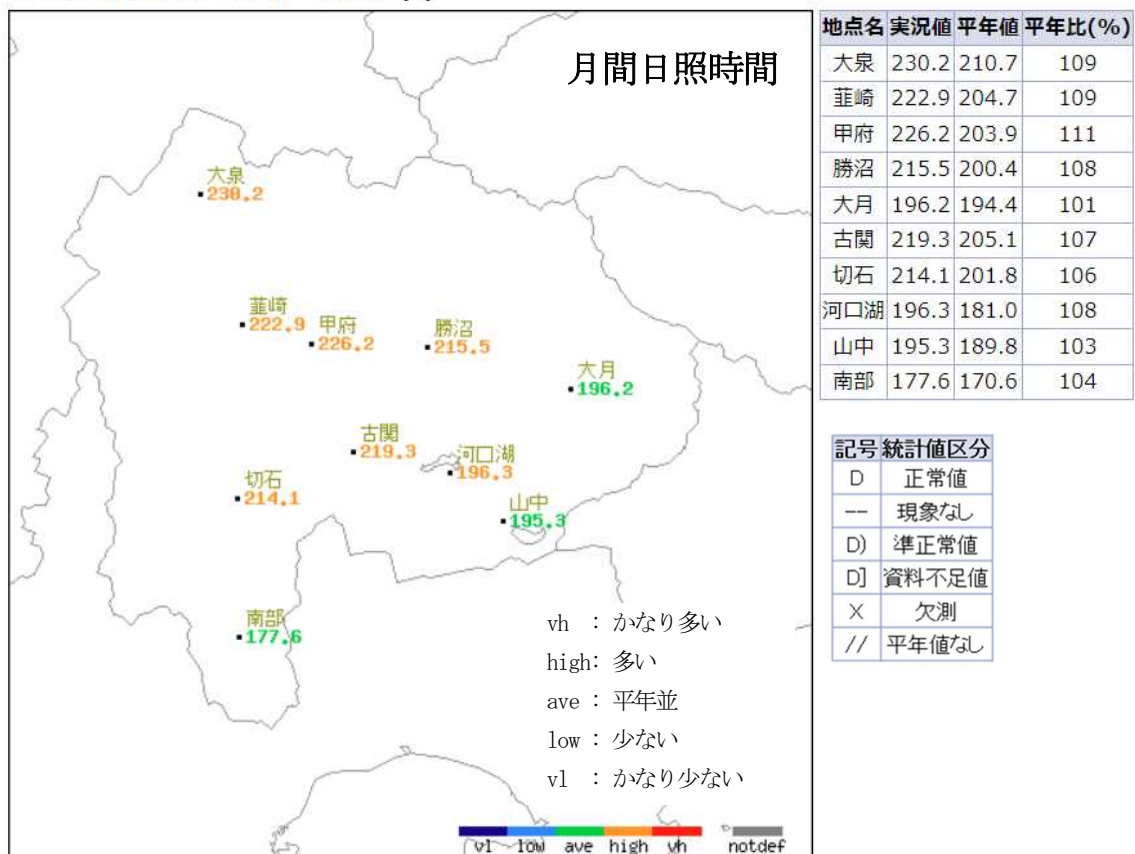 月間日照時間
大泉
230.2
韮崎
222.9
甲府
226.2
勝沼
215.5
大月
196.2
古関
219.3
河口湖
196.3
切石
214.1
山中
195.3
南部
177.6
vh : かなり多い
high: 多い
ave : 平年並
low : 少ない
vl : かなり少ない
vl low ave high vh notdef
地点名 実況値 平年値 平年比(%)
大泉 230.2 210.7 109
韮崎 222.9 204.7 109
甲府 226.2 203.9 111
勝沼 215.5 200.4 108
大月 196.2 194.4 101
古関 219.3 205.1 107
切石 214.1 201.8 106
河口湖 196.3 181.0 108
山中 195.3 189.8 103
南部 177.6 170.6 104
記号 統計値区分
D 正常値
-- 現象なし
D) 準正常値
D] 資料不足値
× 欠測
// 平年値なし